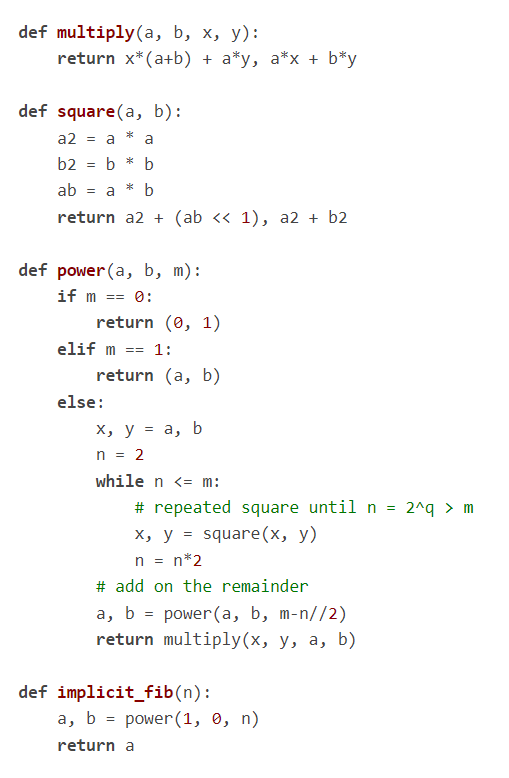 def multiply(a, b, x, y):
    return x*(a+b) + a*y, a*x + b*y

def square(a, b):
    a2 = a * a
    b2 = b * b
    ab = a * b
    return a2 + (ab << 1), a2 + b2

def power(a, b, m):
    if m == 0:
        return (0, 1)
    elif m == 1:
        return (a, b)
    else:
        x, y = a, b
        n = 2
        while n <= m:
            # repeated square until n = 2^q > m
            x, y = square(x, y)
            n = n*2
        # add on the remainder
        a, b = power(a, b, m-n//2)
        return multiply(x, y, a, b)

def implicit_fib(n):
    a, b = power(1, 0, n)
    return a